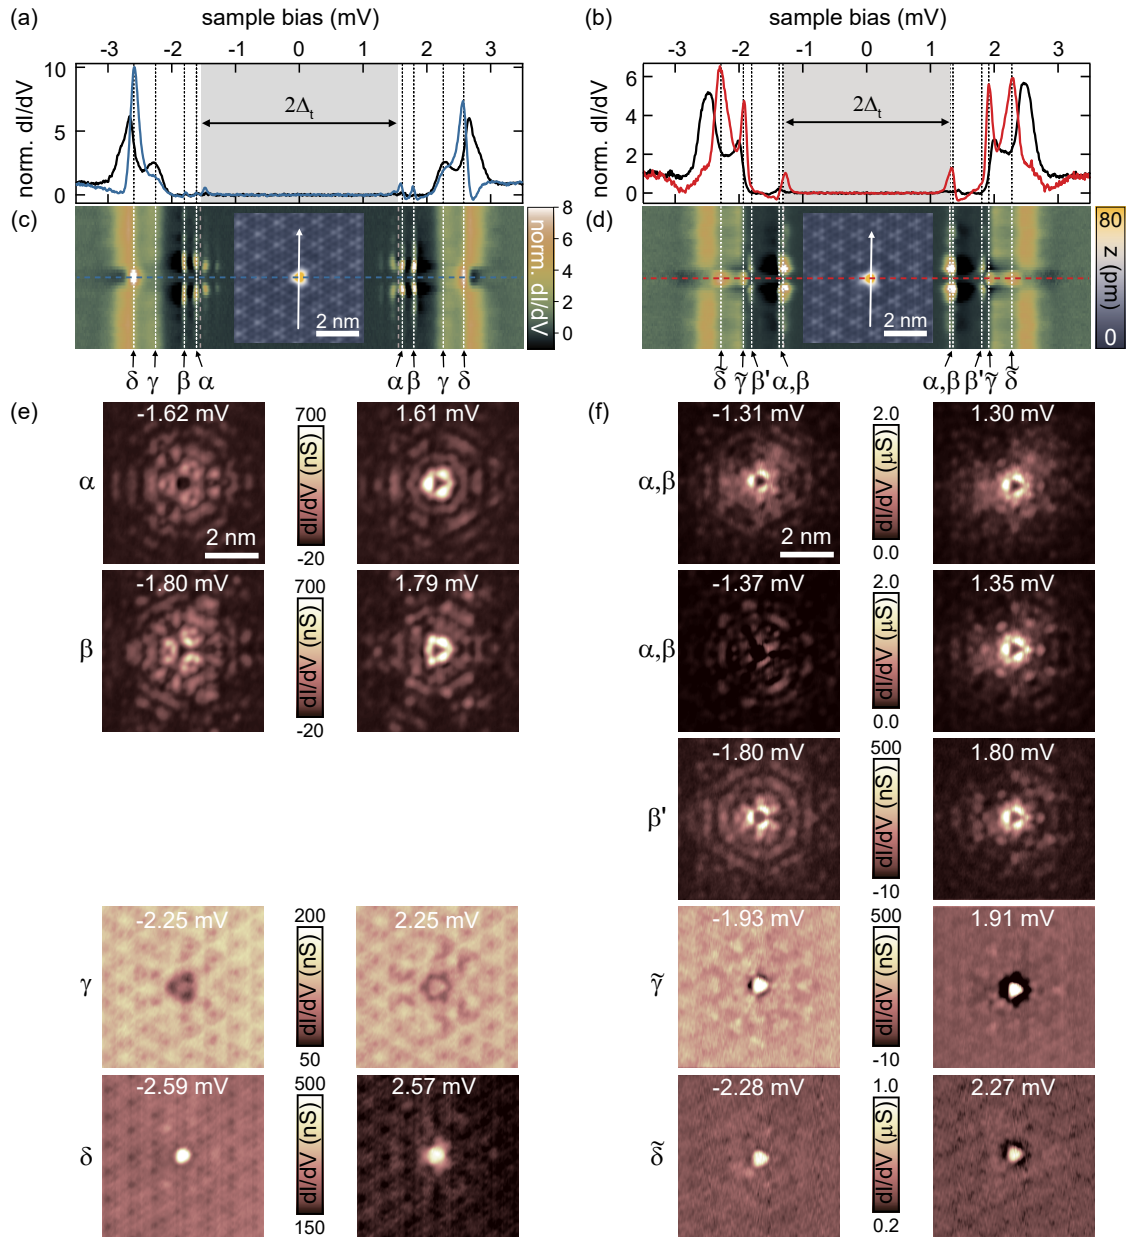 (a) sample bias (mV)
-3 -2 -1 0 1 2 3
norm. dI/dV
10
5
0
2Δt
(b) sample bias (mV)
-3 -2 -1 0 1 2 3
norm. dI/dV
6
4
2
0
2Δt
(c)
2 nm
8
6
4
2
0
norm. dI/dV
δ γ β α α β γ δ
(d)
2 nm
80
z (pm)
0
δ̃ γ̃ β' α,β α,β β' γ̃ δ̃
(e)
α
-1.62 mV
2 nm
700
dI/dV (nS)
-20
1.61 mV
β
-1.80 mV
700
dI/dV (nS)
-20
1.79 mV
γ
-2.25 mV
200
dI/dV (nS)
50
2.25 mV
δ
-2.59 mV
500
dI/dV (nS)
150
2.57 mV
(f)
α,β
-1.31 mV
2 nm
2.0
dI/dV (μS)
0.0
1.30 mV
α,β
-1.37 mV
2.0
dI/dV (μS)
0.0
1.35 mV
β'
-1.80 mV
500
dI/dV (nS)
-10
1.80 mV
γ̃
-1.93 mV
500
dI/dV (nS)
-10
1.91 mV
δ̃
-2.28 mV
1.0
dI/dV (μS)
0.2
2.27 mV